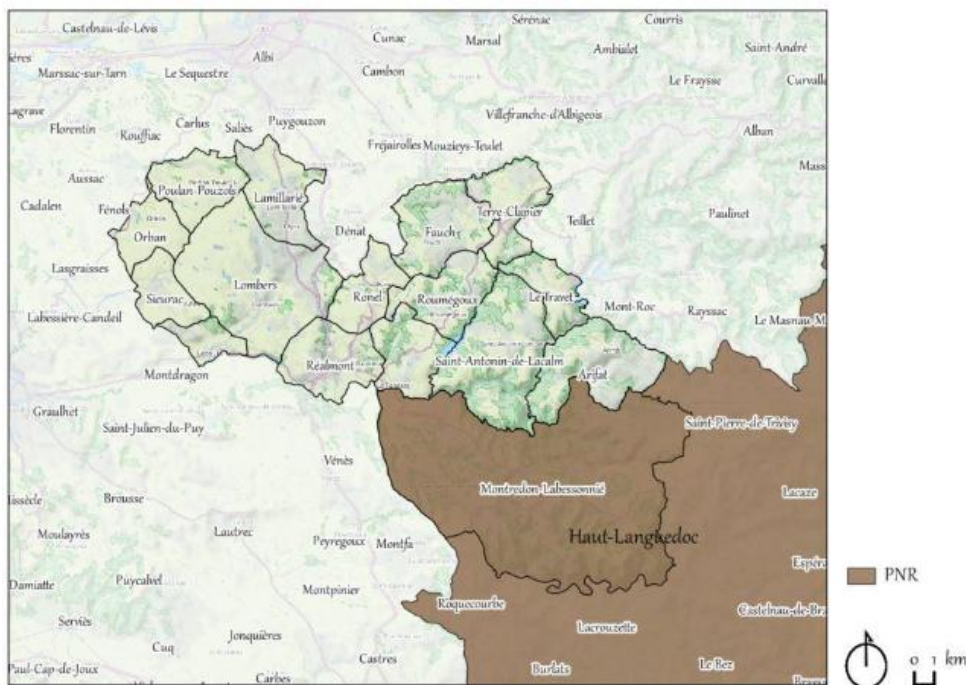 Castelnau-de-Lévis
Sérénac
Courris
Cunac
Marsal
Ambialet
Saint-André
Albi
Marssac-sur-Tarn
Le Sequestre
Cambon
Le Fraysse
Curvalle
Lagrave
Villefranche-d'Albigeois
Florentin
Rouffiac
Carlus
Saliès
Puygouzon
Alban
Fréjairolles
Mouzieys-Teulet
Aussac
Poulan-Pouzols
Lamillarié
Cadalen
Fénols
Terre-Clapier
Teillet
Paulinet
Orban
Dénat
Fauch
Lasgraisses
Sieurac
Lombers
Ronel
Roumégoux
Le Travet
Mont-Roc
Rayssac
Labessière-Candeil
Le Masnau-M
Réalmont
Saint-Antonin-de-Lacalm
Arifat
Montdragon
Graulhet
Saint-Julien-du-Puy
Saint-Pierre-de-Trivisy
Vénès
Montredon-Labessonnié
Lacaze
Brousse
Haut-Languedoc
Moulayrès
Lautrec
Peyregoux
Montfa
Espéra
PNR
Damiatte
Puycalvel
Montpinier
Roquecourbe
Castelnau-de-Bra
Serviès
Lacrouzette
Jonquières
Cuq
Paul-Cap-de-Joux
Castres
Burlats
Le Bez
Carbes
0 1 km